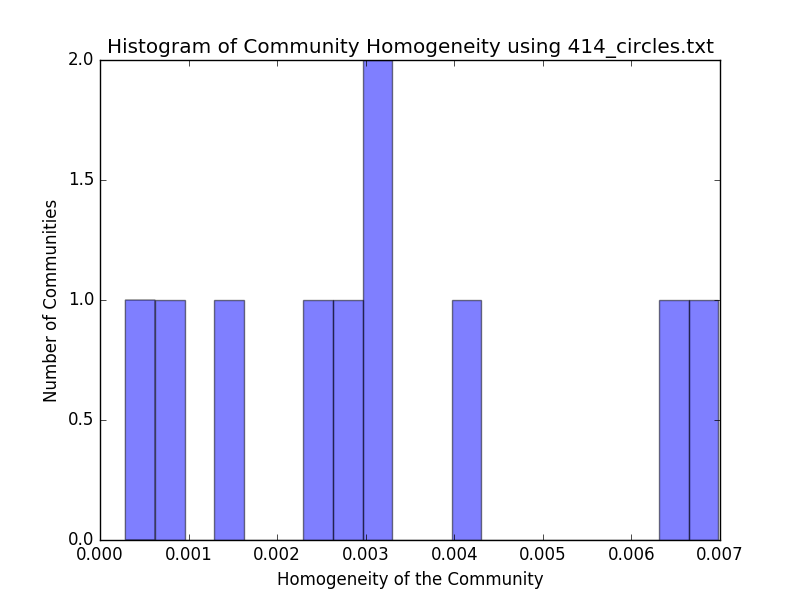 Histogram of Community Homogeneity using 414_circles.txt
2.0
1.5
1.0
0.5
0.0
Number of Communities
0.000 0.001 0.002 0.003 0.004 0.005 0.006 0.007
Homogeneity of the Community